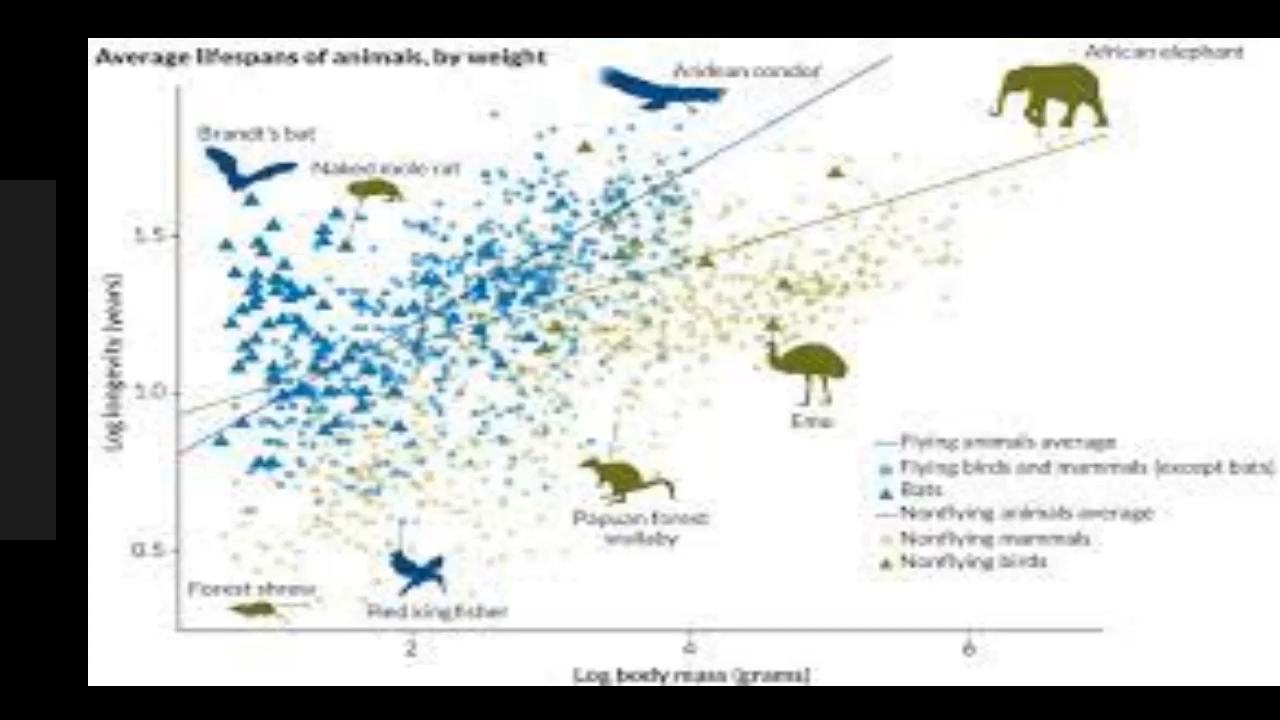 Average lifespans of animals, by weight
African elephant
Andean condor
Brandt's bat
Naked mole rat
1.5
Log longevity (years)
1.0
Emu
Flying animals average
Flying birds and mammals (except bats)
Bats
Nonflying animals average
Nonflying mammals
Nonflying birds
Papuan forest
wallaby
0.5
Forest shrew
Pied kingfisher
2
4
6
Log body mass (grams)